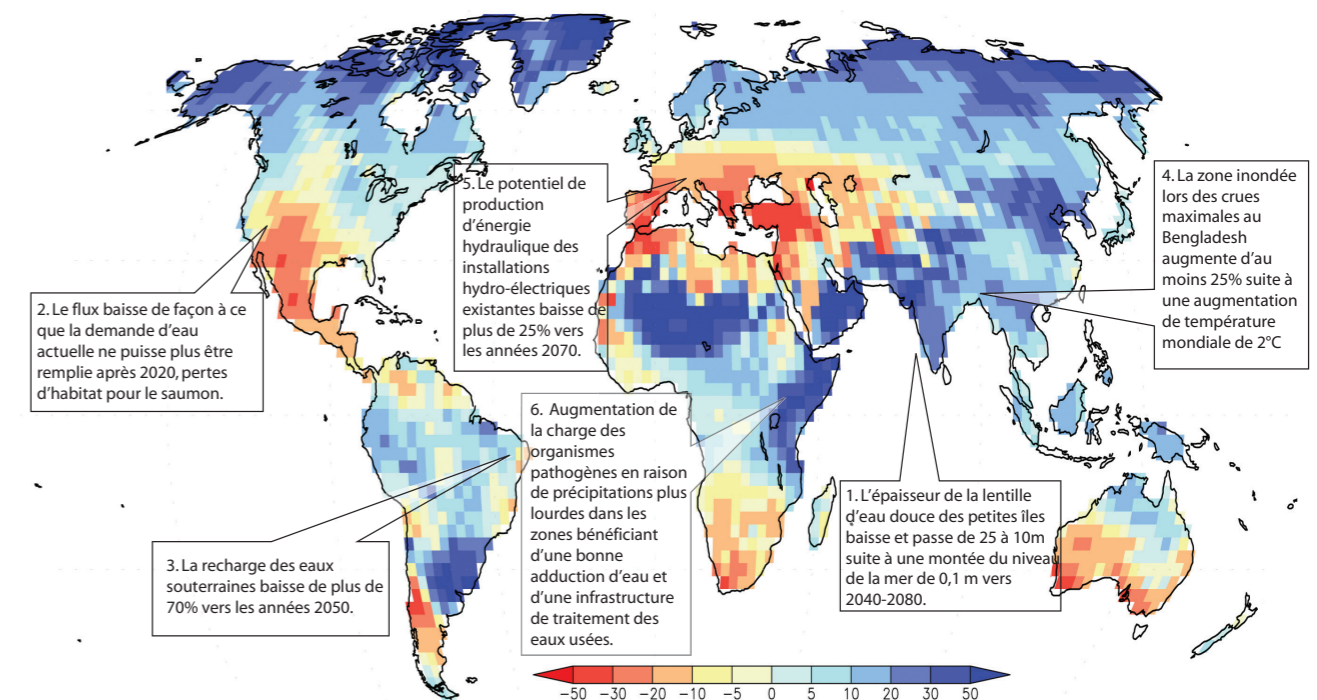 5. Le potentiel de
production
d'énergie
hydraulique des
installations
hydro-électriques
existantes baisse de
plus de 25% vers
les années 2070.
4. La zone inondée
lors des crues
maximales au
Bengladesh
augmente d'au
moins 25% suite à
une augmentation
de température
mondiale de 2°C
2. Le flux baisse de façon à ce
que la demande d'eau
actuelle ne puisse plus être
remplie après 2020, pertes
d'habitat pour le saumon.
6. Augmentation de
la charge des
organismes
pathogènes en raison
de précipitations plus
lourdes dans les
zones bénéficiant
d'une bonne
adduction d'eau et
d'une infrastructure
de traitement des
eaux usées.
1. L'épaisseur de la lentille
d'eau douce des petites îles
baisse et passe de 25 à 10m
suite à une montée du niveau
de la mer de 0,1 m vers
2040-2080.
3. La recharge des eaux
souterraines baisse de plus de
70% vers les années 2050.
−50 −30 −20 −10 −5 0 5 10 20 30 50